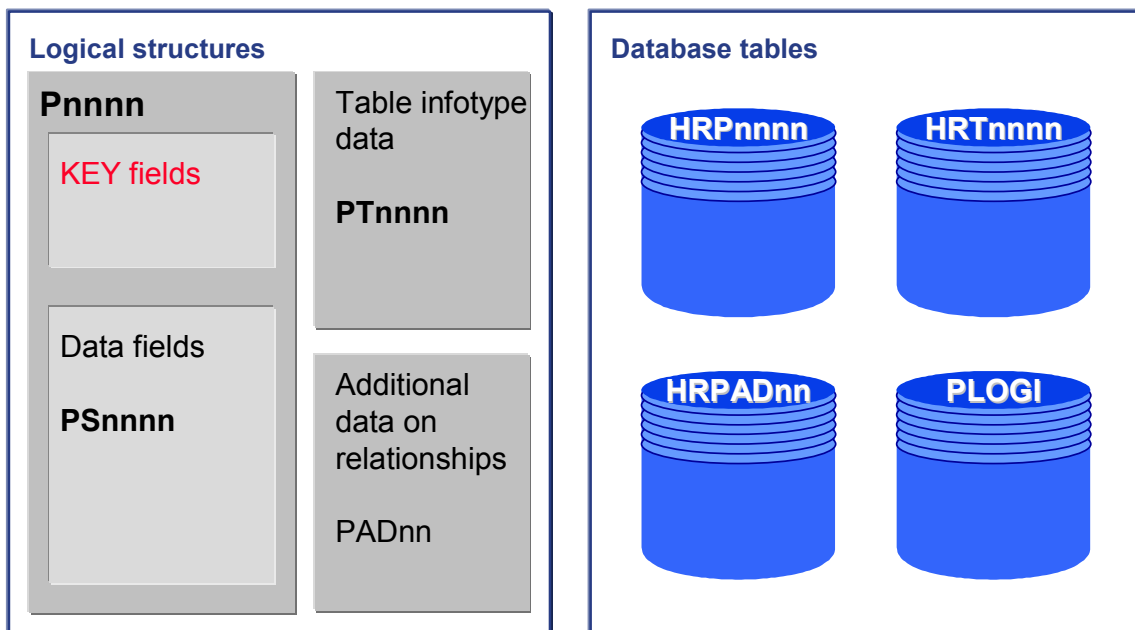 Logical structures
Pnnnn
KEY fields
Data fields
PSnnnn
Table infotype
data
PTnnnn
Additional
data on
relationships
PADnn
Database tables
HRPnnnn
HRTnnnn
HRPADnn
PLOGI